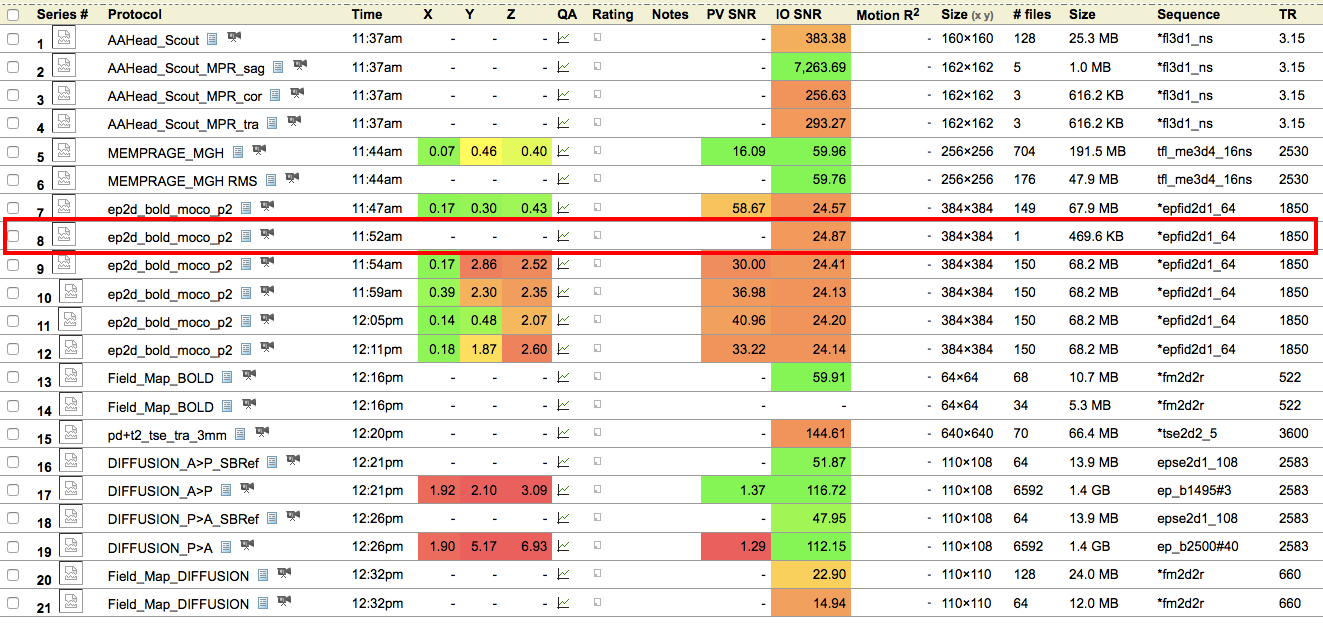 Series # Protocol Time X Y Z QA Rating Notes PV SNR IO SNR Motion R² Size (x y) # files Size Sequence TR
1 AAHead_Scout 11:37am - - - - 383.38 - 160×160 128 25.3 MB *fl3d1_ns 3.15
2 AAHead_Scout_MPR_sag 11:37am - - - - 7,263.69 - 162×162 5 1.0 MB *fl3d1_ns 3.15
3 AAHead_Scout_MPR_cor 11:37am - - - - 256.63 - 162×162 3 616.2 KB *fl3d1_ns 3.15
4 AAHead_Scout_MPR_tra 11:37am - - - - 293.27 - 162×162 3 616.2 KB *fl3d1_ns 3.15
5 MEMPRAGE_MGH 11:44am 0.07 0.46 0.40 16.09 59.96 - 256×256 704 191.5 MB tfl_me3d4_16ns 2530
6 MEMPRAGE_MGH RMS 11:44am - - - - 59.76 - 256×256 176 47.9 MB tfl_me3d4_16ns 2530
7 ep2d_bold_moco_p2 11:47am 0.17 0.30 0.43 58.67 24.57 - 384×384 149 67.9 MB *epfid2d1_64 1850
8 ep2d_bold_moco_p2 11:52am - - - - 24.87 - 384×384 1 469.6 KB *epfid2d1_64 1850
9 ep2d_bold_moco_p2 11:54am 0.17 2.86 2.52 30.00 24.41 - 384×384 150 68.2 MB *epfid2d1_64 1850
10 ep2d_bold_moco_p2 11:59am 0.39 2.30 2.35 36.98 24.13 - 384×384 150 68.2 MB *epfid2d1_64 1850
11 ep2d_bold_moco_p2 12:05pm 0.14 0.48 2.07 40.96 24.20 - 384×384 150 68.2 MB *epfid2d1_64 1850
12 ep2d_bold_moco_p2 12:11pm 0.18 1.87 2.60 33.22 24.14 - 384×384 150 68.2 MB *epfid2d1_64 1850
13 Field_Map_BOLD 12:16pm - - - - 59.91 - 64×64 68 10.7 MB *fm2d2r 522
14 Field_Map_BOLD 12:16pm - - - - - - 64×64 34 5.3 MB *fm2d2r 522
15 pd+t2_tse_tra_3mm 12:20pm - - - - 144.61 - 640×640 70 66.4 MB *tse2d2_5 3600
16 DIFFUSION_A>P_SBRef 12:21pm - - - - 51.87 - 110×108 64 13.9 MB epse2d1_108 2583
17 DIFFUSION_A>P 12:21pm 1.92 2.10 3.09 1.37 116.72 - 110×108 6592 1.4 GB ep_b1495#3 2583
18 DIFFUSION_P>A_SBRef 12:26pm - - - - 47.95 - 110×108 64 13.9 MB epse2d1_108 2583
19 DIFFUSION_P>A 12:26pm 1.90 5.17 6.93 1.29 112.15 - 110×108 6592 1.4 GB ep_b2500#40 2583
20 Field_Map_DIFFUSION 12:32pm - - - - 22.90 - 110×110 128 24.0 MB *fm2d2r 660
21 Field_Map_DIFFUSION 12:32pm - - - - 14.94 - 110×110 64 12.0 MB *fm2d2r 660